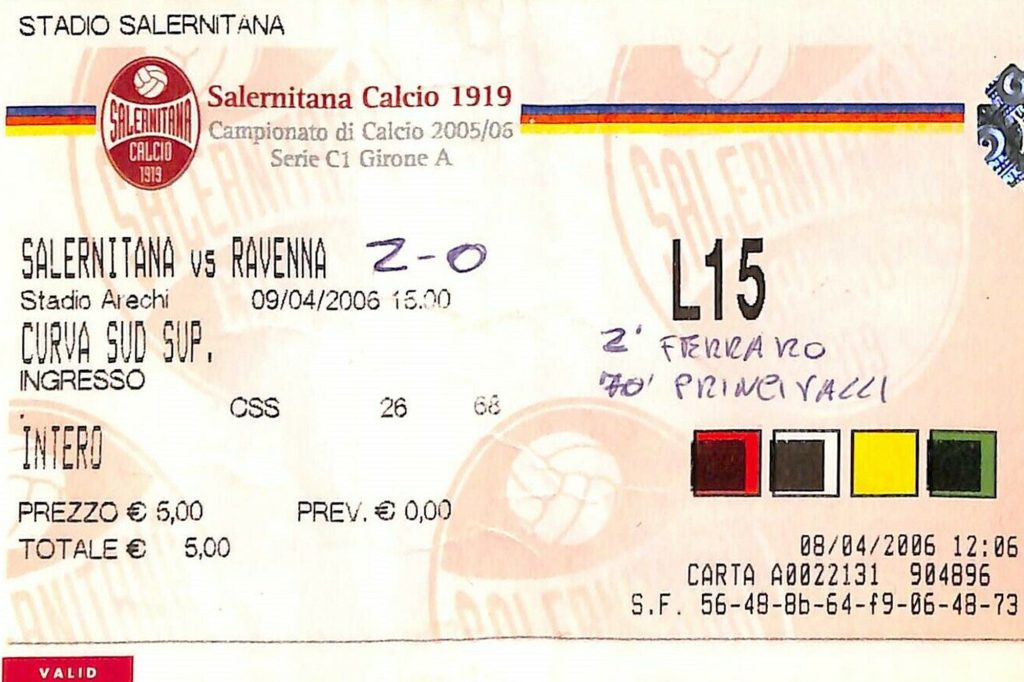 STADIO SALERNITANA
SALERNITANA
CALCIO
1919
Salernitana Calcio 1919
Campionato di Calcio 2005/06
Serie C1 Girone A
SALERNITANA vs RAVENNA 2-0
Stadio Arechi 09/04/2006 15.00
L15
CURVA SUD SUP.
2' FERRARO
INGRESSO
70' PRINCIVALLI
CSS 26 68
.
INTERO
PREZZO € 5,00 PREV. € 0,00
TOTALE € 5,00
08/04/2006 12:06
CARTA A0022131 904896
S.F. 56-48-8b-64-f9-06-48-73
VALID